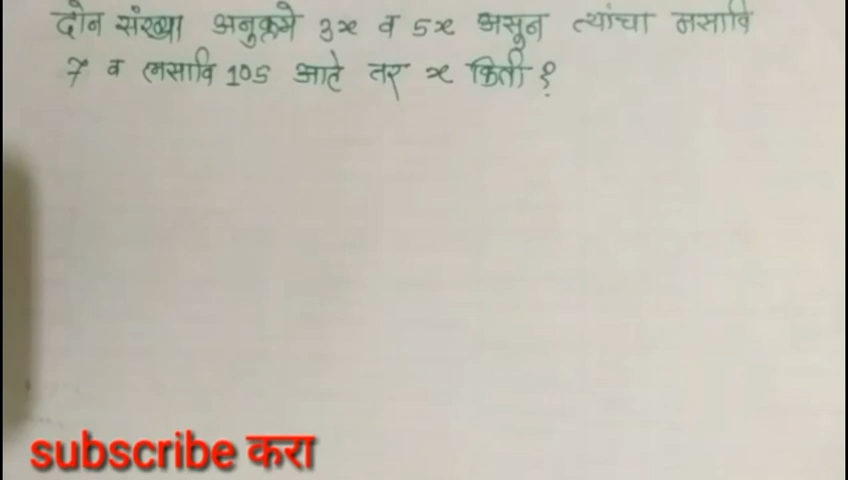 दोन संख्या अनुक्रमे 3x व 5x असून त्यांचा मसावि
7 व लसावि 105 आहे तर x किती ?
subscribe करा